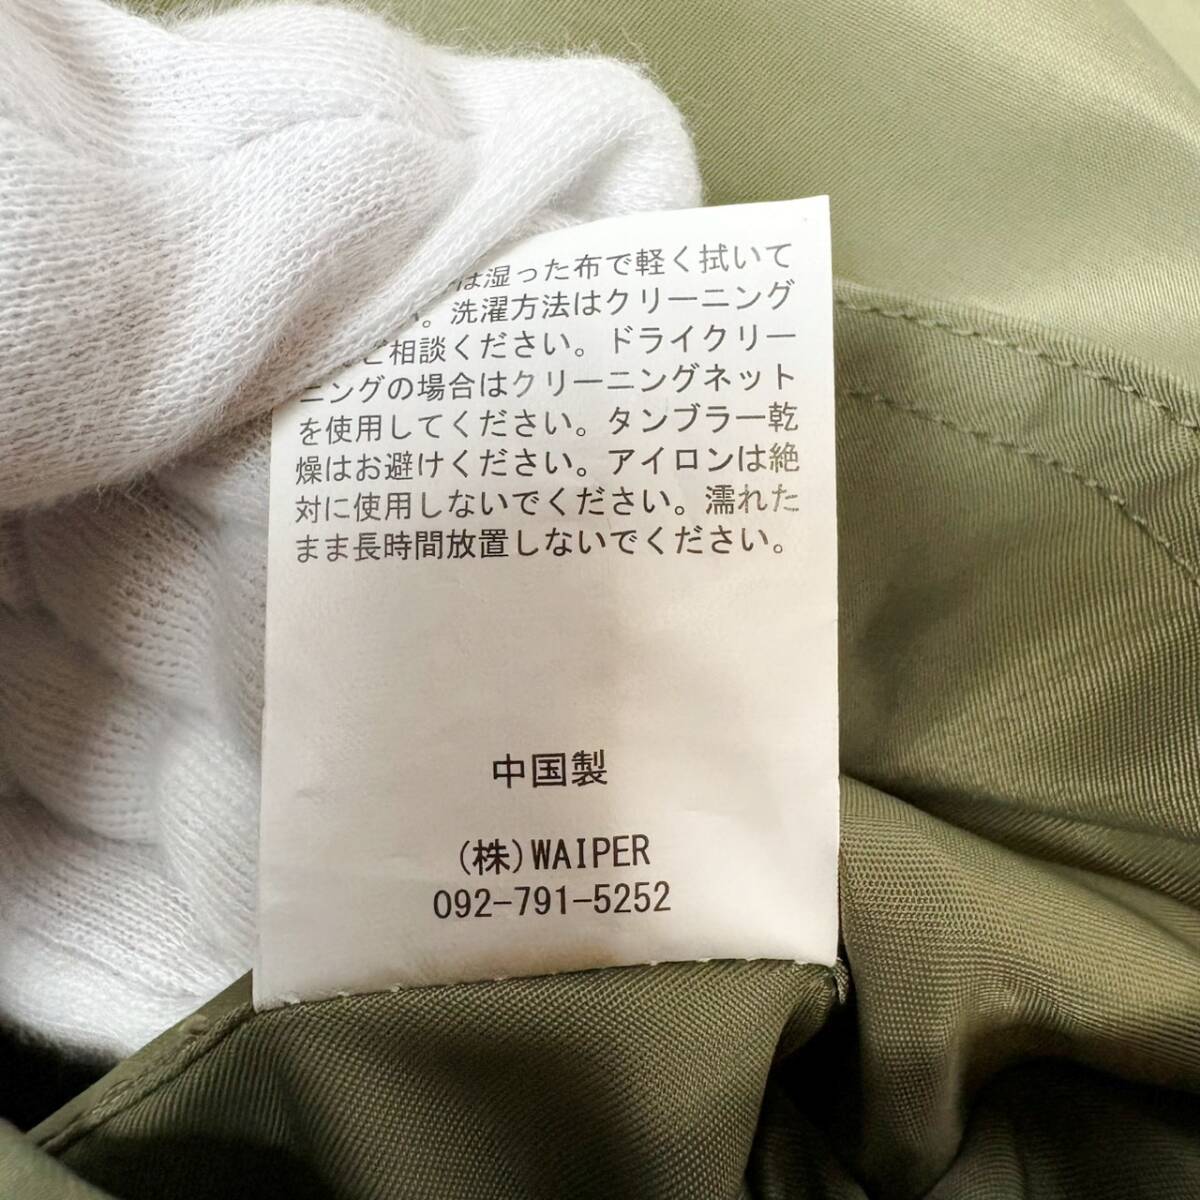 は湿った布で軽く拭いて
。洗濯方法はクリーニング
ご相談ください。ドライクリー
ニングの場合はクリーニングネット
を使用してください。タンブラー乾
燥はお避けください。アイロンは絶
対に使用しないでください。濡れた
まま長時間放置しないでください。
中国製
(株)WAIPER
092-791-5252